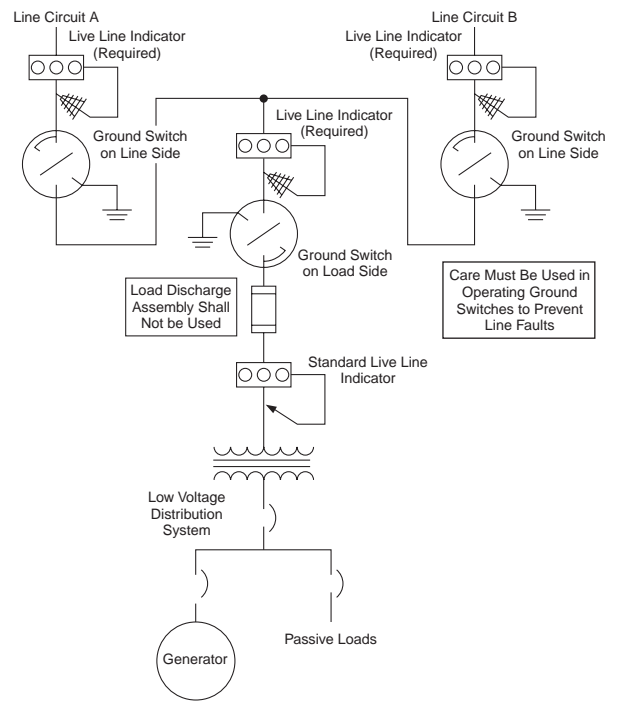 Line Circuit A
Live Line Indicator
(Required)
Ground Switch
on Line Side
Line Circuit B
Live Line Indicator
(Required)
Ground Switch
on Line Side
Live Line Indicator
(Required)
Ground Switch
on Load Side
Load Discharge
Assembly Shall
Not be Used
Care Must Be Used in
Operating Ground
Switches to Prevent
Line Faults
Standard Live Line
Indicator
Low Voltage
Distribution
System
Generator
Passive Loads